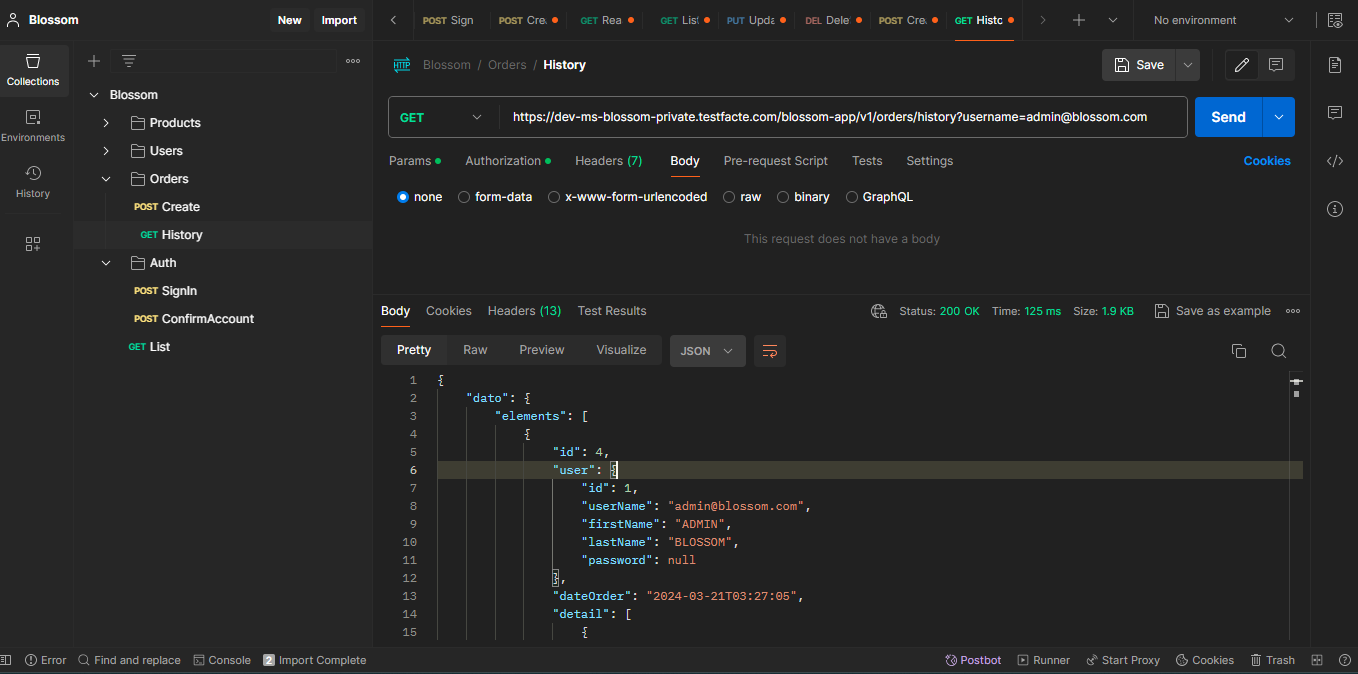 Blossom
New
Import
POST Sign
POST Cre
GET Rea
GET List
PUT Upda
DEL Dele
POST Cre
GET Histo
No environment
Collections
Environments
History
Blossom
Products
Users
Orders
POST Create
GET History
Auth
POST SignIn
POST ConfirmAccount
GET List
HTTP Blossom / Orders / History
Save
GET
https://dev-ms-blossom-private.testfacte.com/blossom-app/v1/orders/history?username=admin@blossom.com
Send
Params Authorization Headers (7) Body Pre-request Script Tests Settings Cookies
none form-data x-www-form-urlencoded raw binary GraphQL
This request does not have a body
Body Cookies Headers (13) Test Results
Status: 200 OK Time: 125 ms Size: 1.9 KB Save as example
Pretty Raw Preview Visualize JSON
1 {
2 "dato": {
3 "elements": [
4 {
5 "id": 4,
6 "user": {
7 "id": 1,
8 "userName": "admin@blossom.com",
9 "firstName": "ADMIN",
10 "lastName": "BLOSSOM",
11 "password": null
12 },
13 "dateOrder": "2024-03-21T03:27:05",
14 "detail": [
15 {
Error Find and replace Console 2 Import Complete
Postbot Runner Start Proxy Cookies Trash